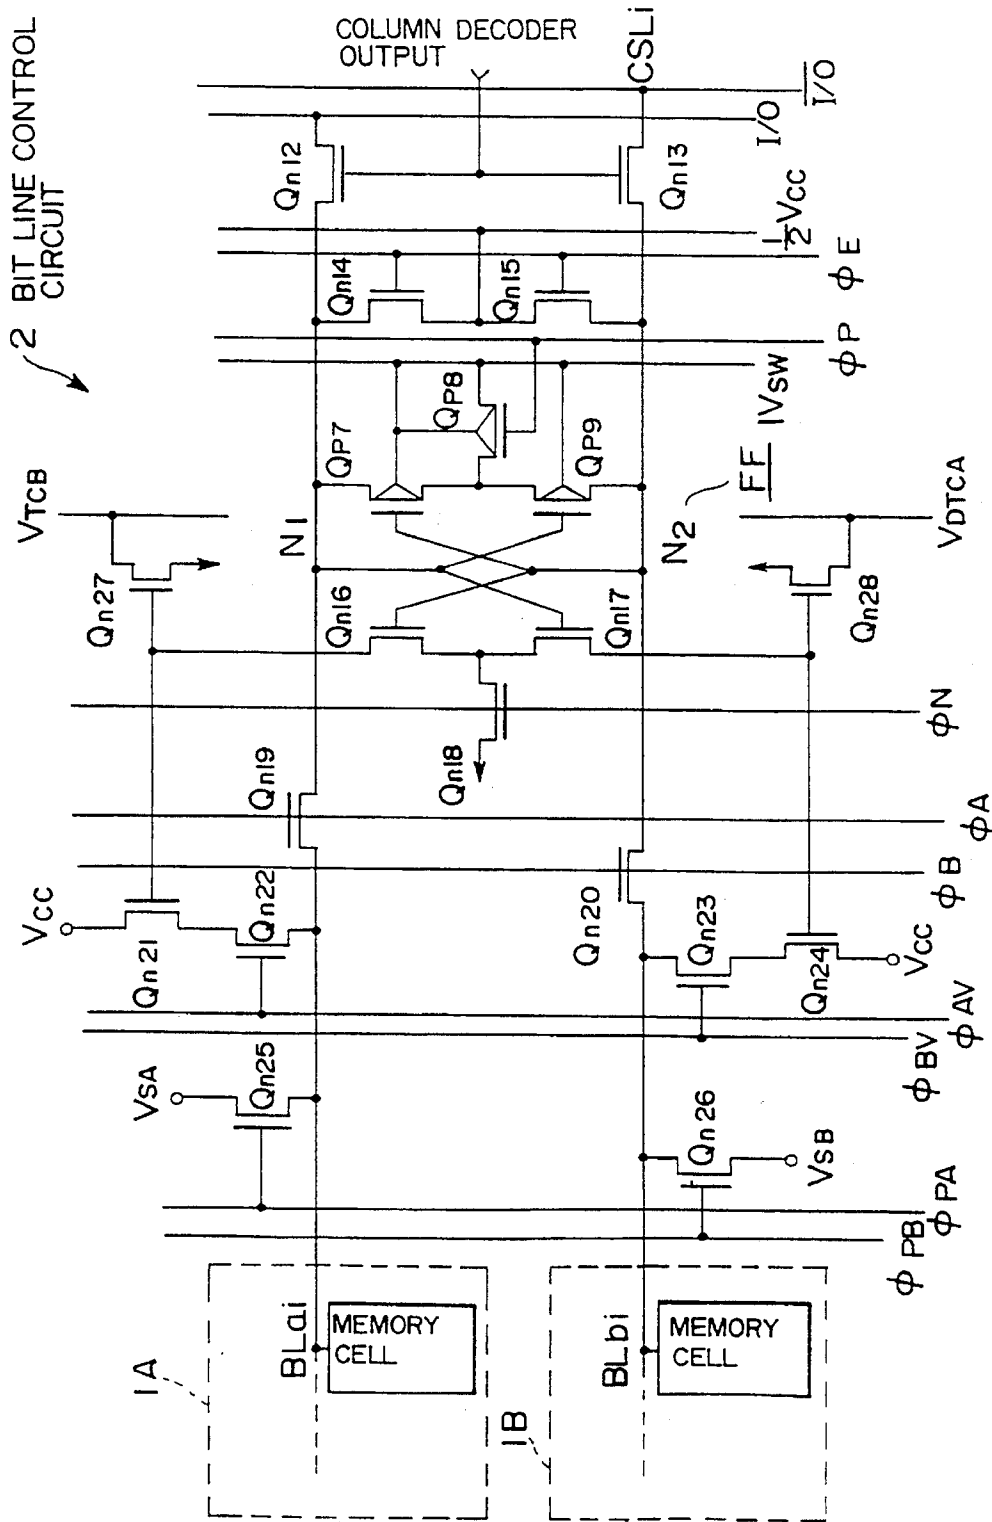 2 BIT LINE CONTROL
CIRCUIT
COLUMN DECODER
OUTPUT
CSLi
I/O
I/O
Qn12
Qn13
½VCC
φE
Qn14
Qn15
φP
1VSW
QP8
QP7
QP9
VTCB
N1
N2
FF
VDTCA
Qn27
Qn16
Qn17
Qn28
φN
Qn18
Qn19
φA
φB
VCC
Qn21
Qn22
Qn20
Qn23
Qn24
VCC
φAV
φBV
VSA
Qn25
Qn26
VSB
φPA
φPB
1A
BLai
MEMORY
CELL
1B
BLbi
MEMORY
CELL